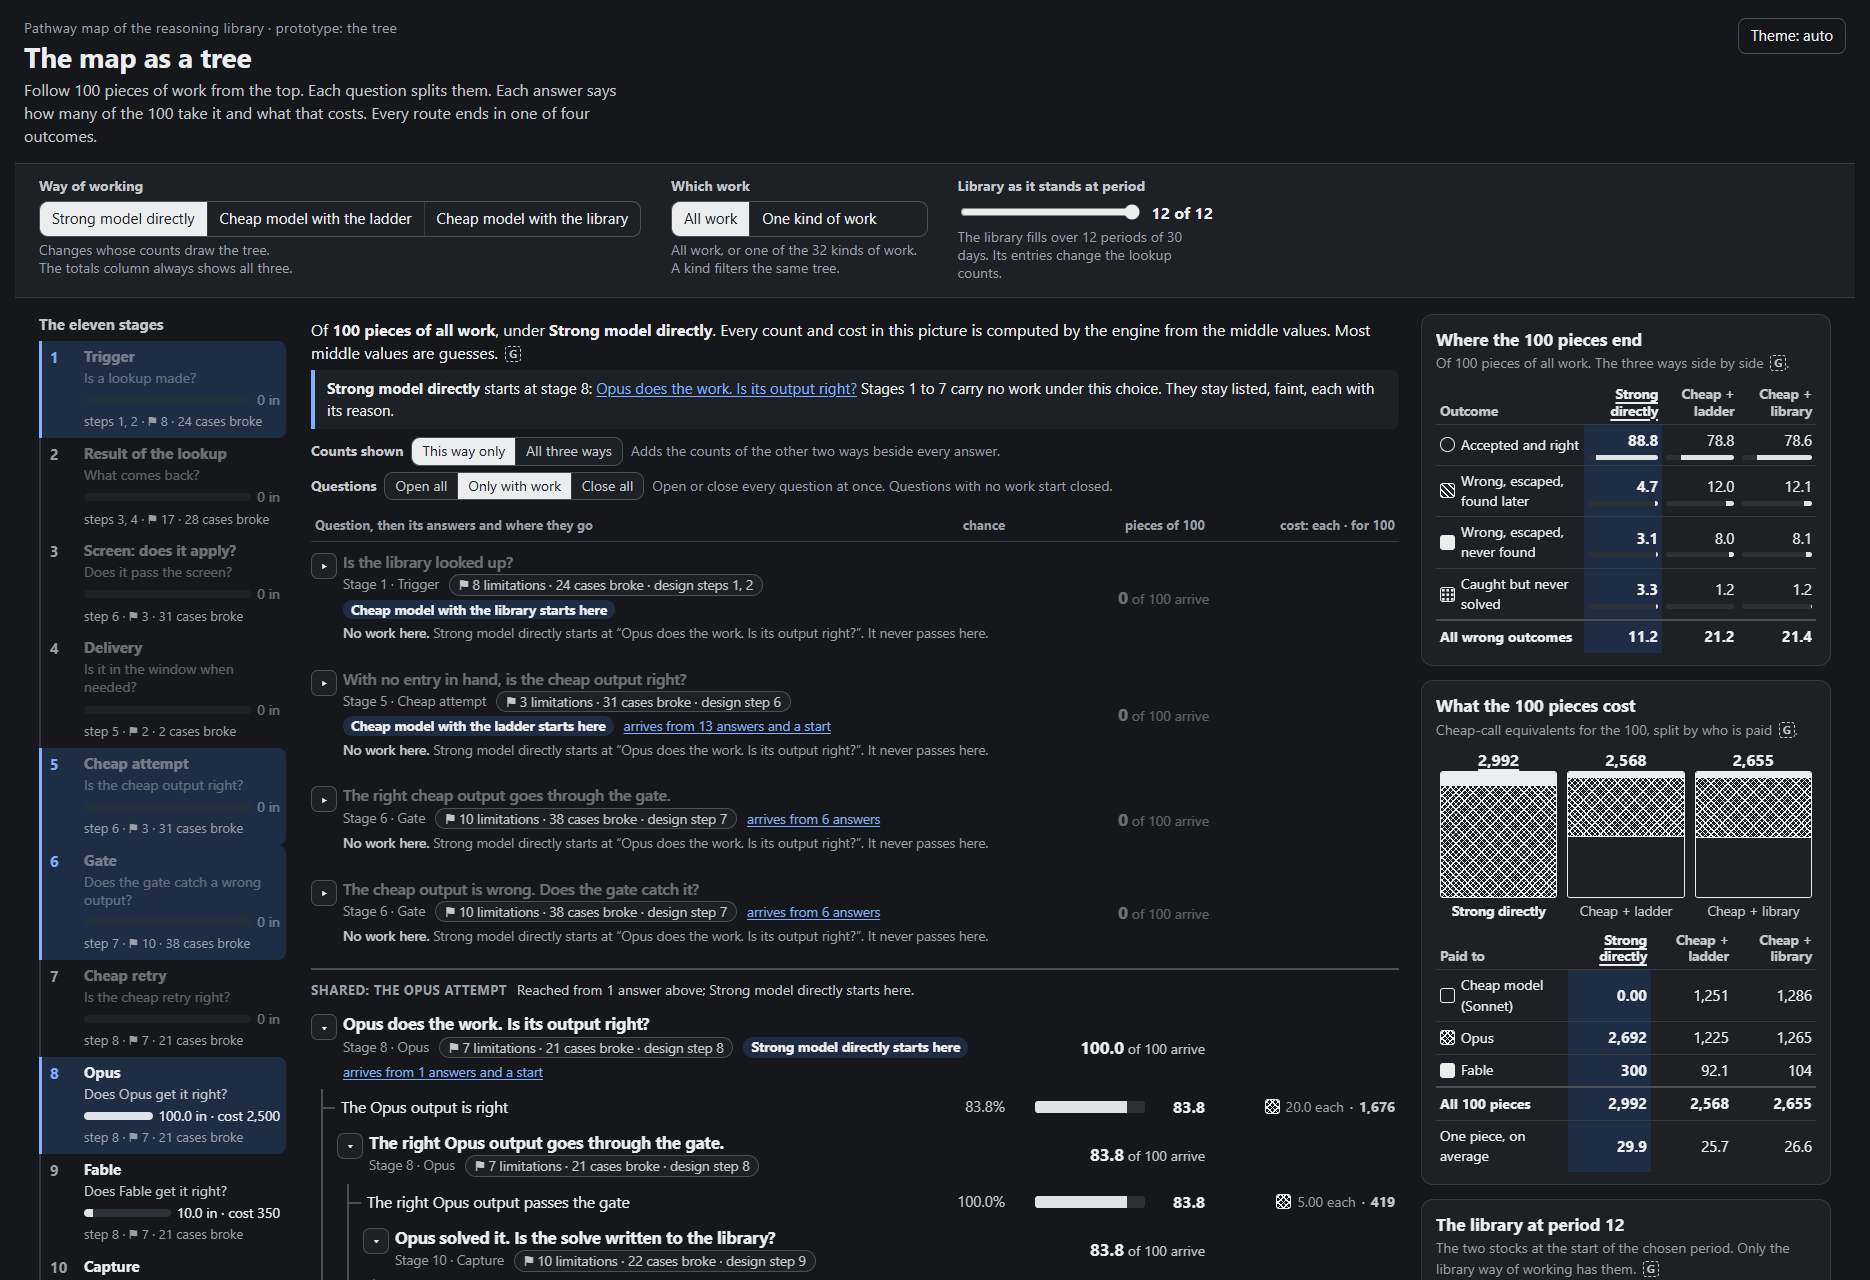 Pathway map of the reasoning library · prototype: the tree
The map as a tree
Follow 100 pieces of work from the top. Each question splits them. Each answer says
how many of the 100 take it and what that costs. Every route ends in one of four
outcomes.
Theme: auto
Way of working
Strong model directly
Cheap model with the ladder
Cheap model with the library
Changes whose counts draw the tree.
The totals column always shows all three.
Which work
All work
One kind of work
All work, or one of the 32 kinds of work.
A kind filters the same tree.
Library as it stands at period
12 of 12
The library fills over 12 periods of 30
days. Its entries change the lookup
counts.
The eleven stages
1 Trigger
Is a lookup made?
0 in
steps 1, 2 · ⚑ 8 · 24 cases broke
2 Result of the lookup
What comes back?
0 in
steps 3, 4 · ⚑ 17 · 28 cases broke
3 Screen: does it apply?
Does it pass the screen?
0 in
step 6 · ⚑ 3 · 31 cases broke
4 Delivery
Is it in the window when
needed?
0 in
step 5 · ⚑ 2 · 2 cases broke
5 Cheap attempt
Is the cheap output right?
0 in
step 6 · ⚑ 3 · 31 cases broke
6 Gate
Does the gate catch a wrong
output?
0 in
step 7 · ⚑ 10 · 38 cases broke
7 Cheap retry
Is the cheap retry right?
0 in
step 8 · ⚑ 7 · 21 cases broke
8 Opus
Does Opus get it right?
100.0 in · cost 2,500
step 8 · ⚑ 7 · 21 cases broke
9 Fable
Does Fable get it right?
10.0 in · cost 350
step 8 · ⚑ 7 · 21 cases broke
10 Capture
Of 100 pieces of all work, under Strong model directly. Every count and cost in this picture is computed by the engine from the middle values. Most
middle values are guesses. G
Strong model directly starts at stage 8: Opus does the work. Is its output right? Stages 1 to 7 carry no work under this choice. They stay listed, faint, each with
its reason.
Counts shown This way only All three ways Adds the counts of the other two ways beside every answer.
Questions Open all Only with work Close all Open or close every question at once. Questions with no work start closed.
Question, then its answers and where they go chance pieces of 100 cost: each · for 100
Is the library looked up?
Stage 1 · Trigger ⚑ 8 limitations · 24 cases broke · design steps 1, 2
0 of 100 arrive
Cheap model with the library starts here
No work here. Strong model directly starts at “Opus does the work. Is its output right?”. It never passes here.
With no entry in hand, is the cheap output right?
Stage 5 · Cheap attempt ⚑ 3 limitations · 31 cases broke · design step 6
0 of 100 arrive
Cheap model with the ladder starts here arrives from 13 answers and a start
No work here. Strong model directly starts at “Opus does the work. Is its output right?”. It never passes here.
The right cheap output goes through the gate.
Stage 6 · Gate ⚑ 10 limitations · 38 cases broke · design step 7 arrives from 6 answers
0 of 100 arrive
No work here. Strong model directly starts at “Opus does the work. Is its output right?”. It never passes here.
The cheap output is wrong. Does the gate catch it?
Stage 6 · Gate ⚑ 10 limitations · 38 cases broke · design step 7 arrives from 6 answers
0 of 100 arrive
No work here. Strong model directly starts at “Opus does the work. Is its output right?”. It never passes here.
SHARED: THE OPUS ATTEMPT Reached from 1 answer above; Strong model directly starts here.
Opus does the work. Is its output right?
Stage 8 · Opus ⚑ 7 limitations · 21 cases broke · design step 8 Strong model directly starts here
100.0 of 100 arrive
arrives from 1 answers and a start
The Opus output is right 83.8% 83.8 20.0 each · 1,676
The right Opus output goes through the gate.
Stage 8 · Opus ⚑ 7 limitations · 21 cases broke · design step 8
83.8 of 100 arrive
The right Opus output passes the gate 100.0% 83.8 5.00 each · 419
Opus solved it. Is the solve written to the library?
Stage 10 · Capture ⚑ 10 limitations · 22 cases broke · design step 9
83.8 of 100 arrive
Where the 100 pieces end
Of 100 pieces of all work. The three ways side by side G.
Outcome Strong directly Cheap + ladder Cheap + library
Accepted and right 88.8 78.8 78.6
Wrong, escaped, found later 4.7 12.0 12.1
Wrong, escaped, never found 3.1 8.0 8.1
Caught but never solved 3.3 1.2 1.2
All wrong outcomes 11.2 21.2 21.4
What the 100 pieces cost
Cheap-call equivalents for the 100, split by who is paid G.
2,992 2,568 2,655
Strong directly Cheap + ladder Cheap + library
Paid to Strong directly Cheap + ladder Cheap + library
Cheap model (Sonnet) 0.00 1,251 1,286
Opus 2,692 1,225 1,265
Fable 300 92.1 104
All 100 pieces 2,992 2,568 2,655
One piece, on average 29.9 25.7 26.6
The library at period 12
The two stocks at the start of the chosen period. Only the
library way of working has them. G